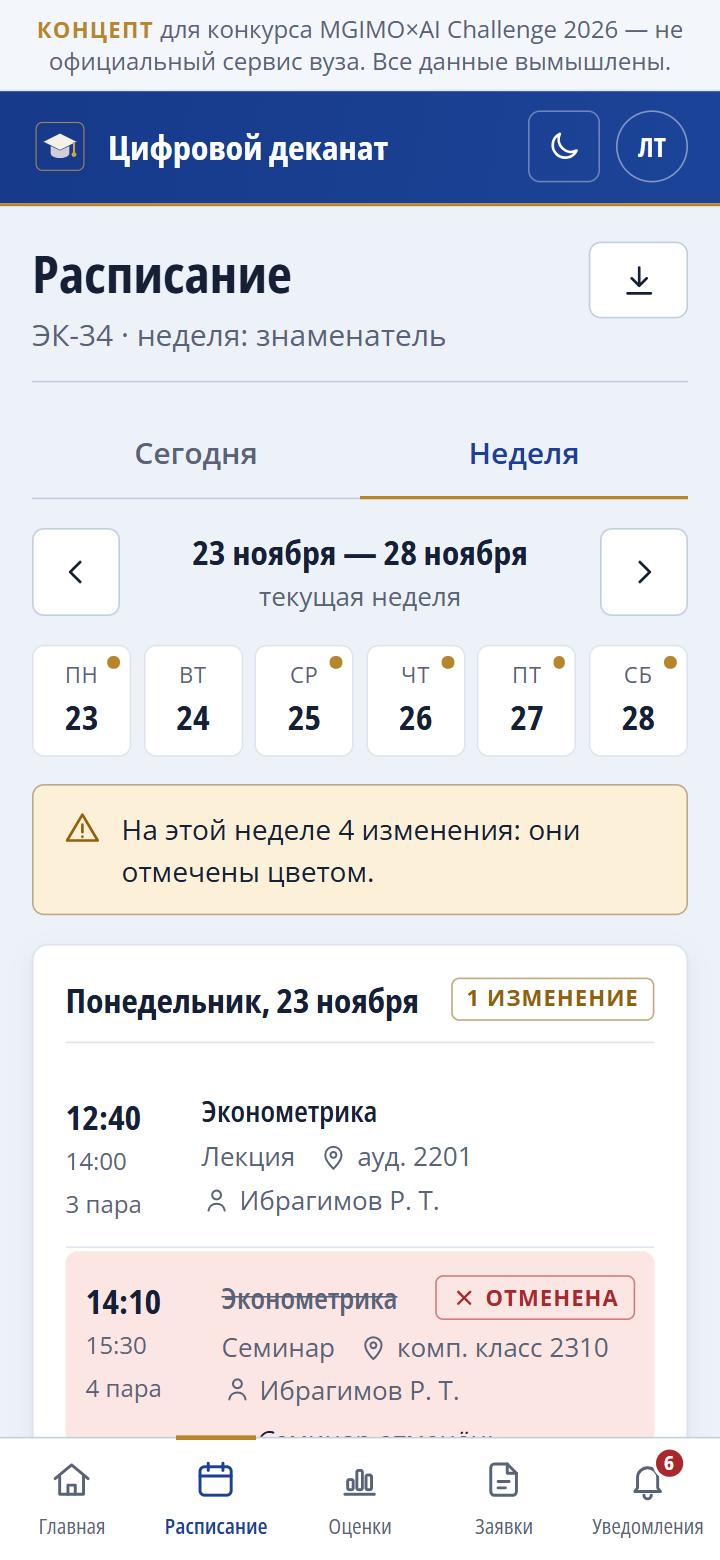 КОНЦЕПТ для конкурса MGIMO×AI Challenge 2026 — не
официальный сервис вуза. Все данные вымышлены.
Цифровой деканат
ЛТ
Расписание
ЭК-34 · неделя: знаменатель
Сегодня
Неделя
23 ноября — 28 ноября
текущая неделя
ПН ВТ СР ЧТ ПТ СБ
23 24 25 26 27 28
На этой неделе 4 изменения: они
отмечены цветом.
Понедельник, 23 ноября
1 ИЗМЕНЕНИЕ
12:40
14:00
3 пара
Эконометрика
Лекция ауд. 2201
Ибрагимов Р. Т.
14:10
15:30
4 пара
Эконометрика
ОТМЕНЕНА
Семинар комп. класс 2310
Ибрагимов Р. Т.
Главная
Расписание
Оценки
Заявки
6
Уведомления